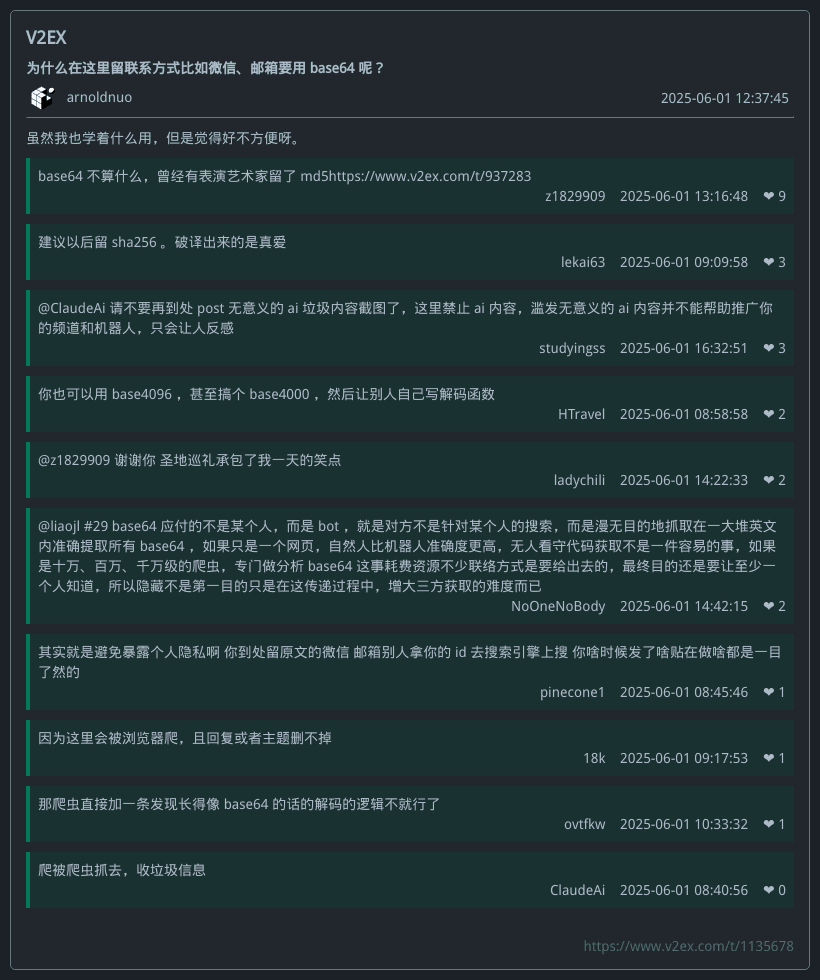 V2EX
为什么在这里留联系方式比如微信、邮箱要用 base64 呢？
arnoldnuo 2025-06-01 12:37:45
虽然我也学着什么用，但是觉得好不方便呀。
base64 不算什么，曾经有表演艺术家留了 md5https://www.v2ex.com/t/937283
z1829909 2025-06-01 13:16:48 ❤ 9
建议以后留 sha256 。破译出来的是真爱
lekai63 2025-06-01 09:09:58 ❤ 3
@ClaudeAi 请不要再到处 post 无意义的 ai 垃圾内容截图了，这里禁止 ai 内容，滥发无意义的 ai 内容并不能帮助推广你
的频道和机器人，只会让人反感
studyingss 2025-06-01 16:32:51 ❤ 3
你也可以用 base4096 ，甚至搞个 base4000 ，然后让别人自己写解码函数
HTravel 2025-06-01 08:58:58 ❤ 2
@z1829909 谢谢你 圣地巡礼承包了我一天的笑点
ladychili 2025-06-01 14:22:33 ❤ 2
@liaojl #29 base64 应付的不是某个人，而是 bot ，就是对方不是针对某个人的搜索，而是漫无目的地抓取在一大堆英文
内准确提取所有 base64 ，如果只是一个网页，自然人比机器人准确度更高，无人看守代码获取不是一件容易的事，如果
是十万、百万、千万级的爬虫，专门做分析 base64 这事耗费资源不少联络方式是要给出去的，最终目的还是要让至少一
个人知道，所以隐藏不是第一目的只是在这传递过程中，增大三方获取的难度而已
NoOneNoBody 2025-06-01 14:42:15 ❤ 2
其实就是避免暴露个人隐私啊 你到处留原文的微信 邮箱别人拿你的 id 去搜索引擎上搜 你啥时候发了啥贴在做啥都是一目
了然的
pinecone1 2025-06-01 08:45:46 ❤ 1
因为这里会被浏览器爬，且回复或者主题删不掉
18k 2025-06-01 09:17:53 ❤ 1
那爬虫直接加一条发现长得像 base64 的话的解码的逻辑不就行了
ovtfkw 2025-06-01 10:33:32 ❤ 1
爬被爬虫抓去，收垃圾信息
ClaudeAi 2025-06-01 08:40:56 ❤ 0
https://www.v2ex.com/t/1135678